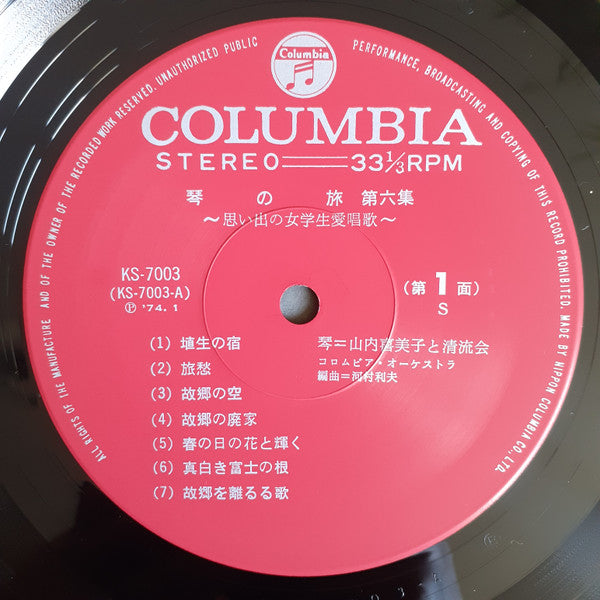 ALL RIGHTS OF THE MANUFACTURE AND OF THE OWNER OF THE RECORDED WORK RESERVED. UNAUTHORIZED PUBLIC PERFORMANCE, BROADCASTING AND COPYING OF THIS RECORD PROHIBITED. MADE BY NIPPON COLUMBIA CO., LTD.
Columbia
COLUMBIA
STEREO 33⅓RPM
琴の旅 第六集
〜思い出の女学生愛唱歌〜
KS-7003
(KS-7003-A)
Ⓟ '74. 1
(第1面)
S
(1) 埴生の宿
(2) 旅愁
(3) 故郷の空
(4) 故郷の廃家
(5) 春の日の花と輝く
(6) 真白き富士の根
(7) 故郷を離るる歌
琴=山内喜美子と清流会
コロムビア・オーケストラ
編曲=河村利夫